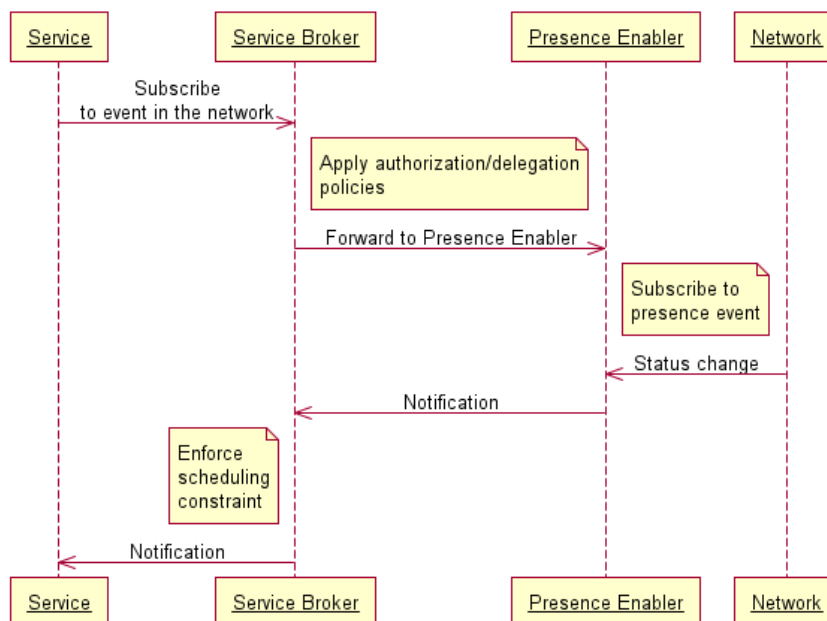 Service
Service Broker
Presence Enabler
Network
Subscribe
to event in the network
Apply authorization/delegation
policies
Forward to Presence Enabler
Subscribe to
presence event
Status change
Notification
Enforce
scheduling
constraint
Notification
Service
Service Broker
Presence Enabler
Network